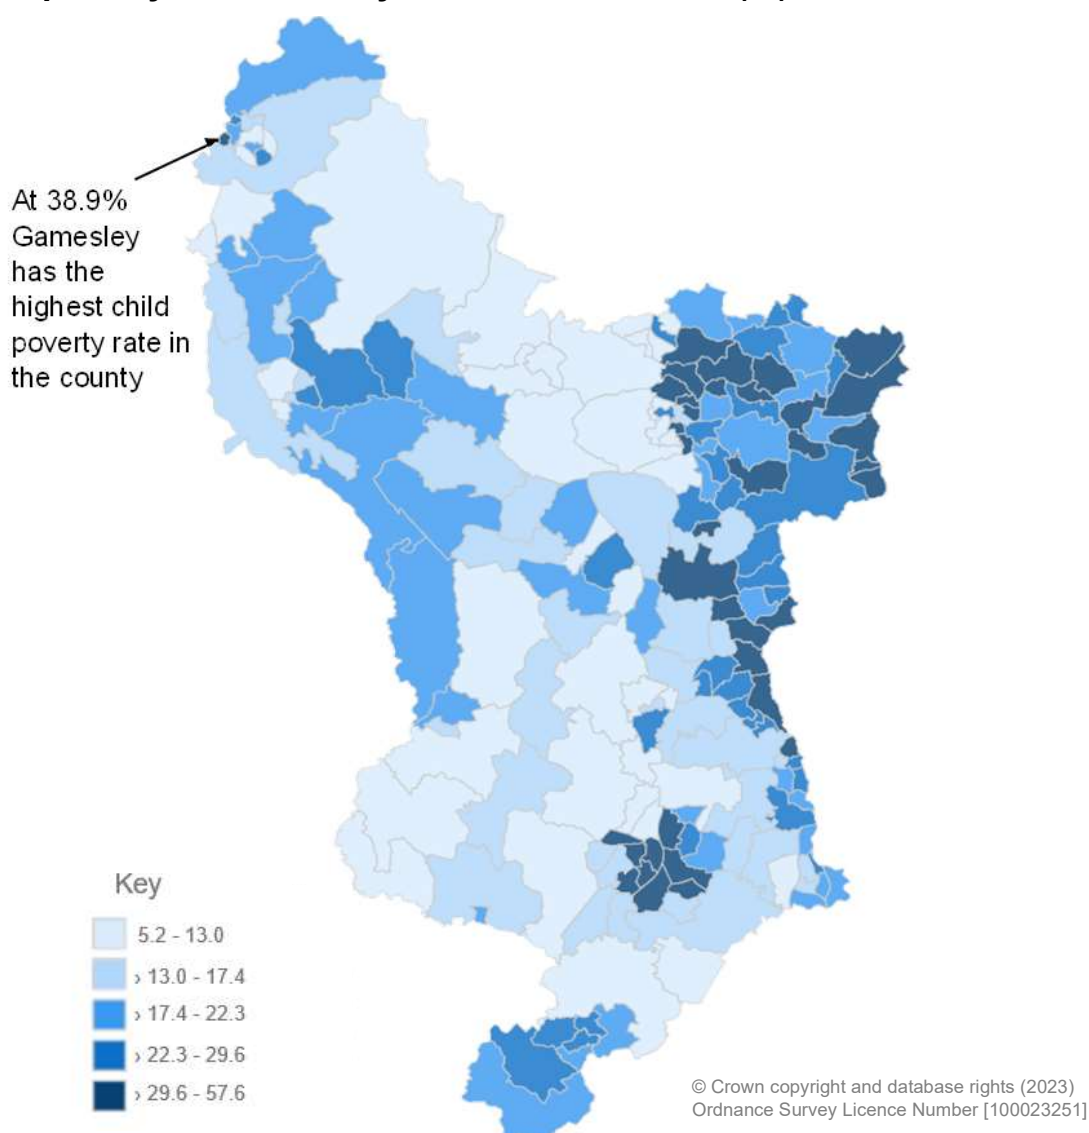 At 38.9%
Gamesley
has the
highest child
poverty rate in
the county
Key
5.2 - 13.0
› 13.0 - 17.4
› 17.4 - 22.3
› 22.3 - 29.6
› 29.6 - 57.6
© Crown copyright and database rights (2023)
Ordnance Survey Licence Number [100023251]